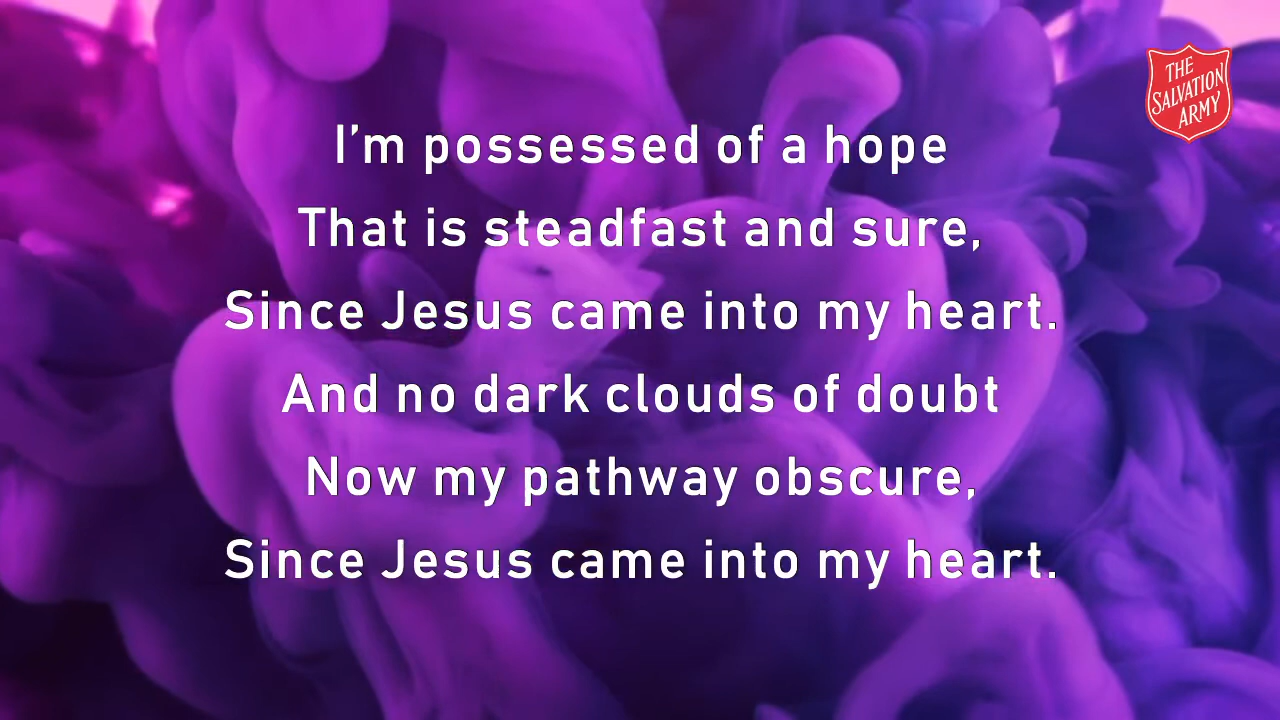 THE
SALVATION
ARMY
I’m possessed of a hope
That is steadfast and sure,
Since Jesus came into my heart.
And no dark clouds of doubt
Now my pathway obscure,
Since Jesus came into my heart.